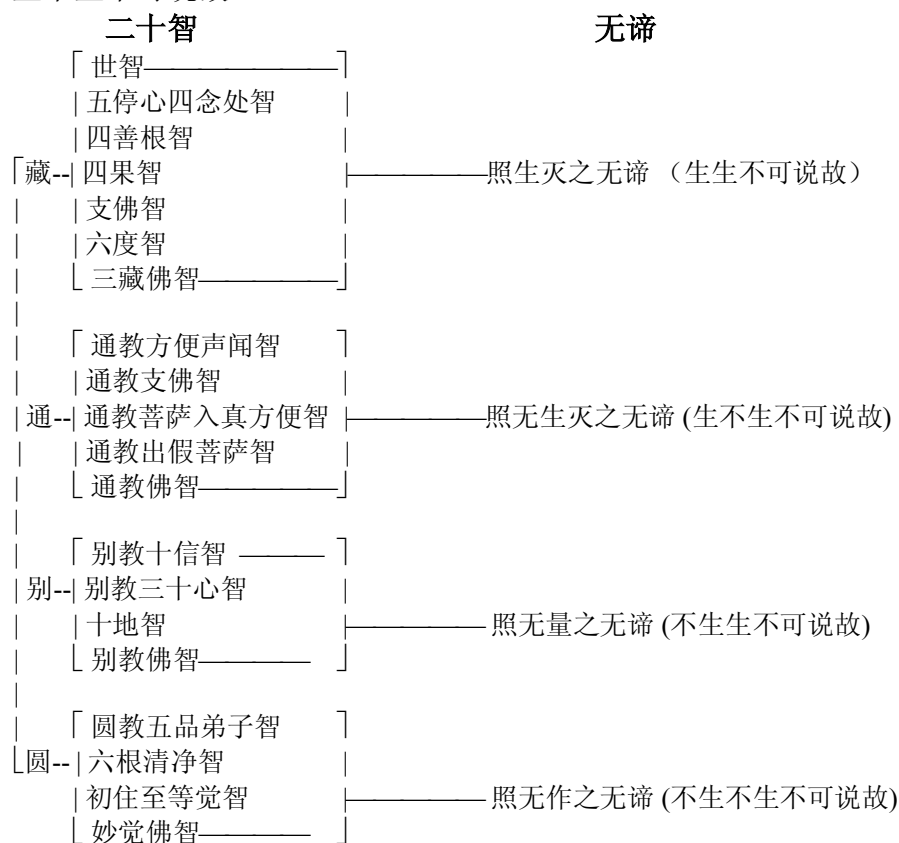 二十智 无谛
「 世智——————————┐
| 五停心四念处智 |
| 四善根智 |
「藏--| 四果智 ├—————照生灭之无谛 （生生不可说故）
| | 支佛智 |
| | 六度智 |
| └ 三藏佛智——————┘
|
| 「 通教方便声闻智 ┐
| | 通教支佛智 |
| 通--| 通教菩萨入真方便智 ├—————照无生灭之无谛 (生不生不可说故)
| | 通教出假菩萨智 |
| └ 通教佛智——————┘
|
| 「 别教十信智 ——— ┐
| 别--| 别教三十心智 |
| | 十地智 ├—————照无量之无谛 (不生生不可说故)
| └ 别教佛智———— ┘
|
| 「 圆教五品弟子智 ┐
└圆--| 六根清净智 |
| 初住至等觉智 ├—————照无作之无谛 (不生不生不可说故)
└ 妙觉佛智———— ┘